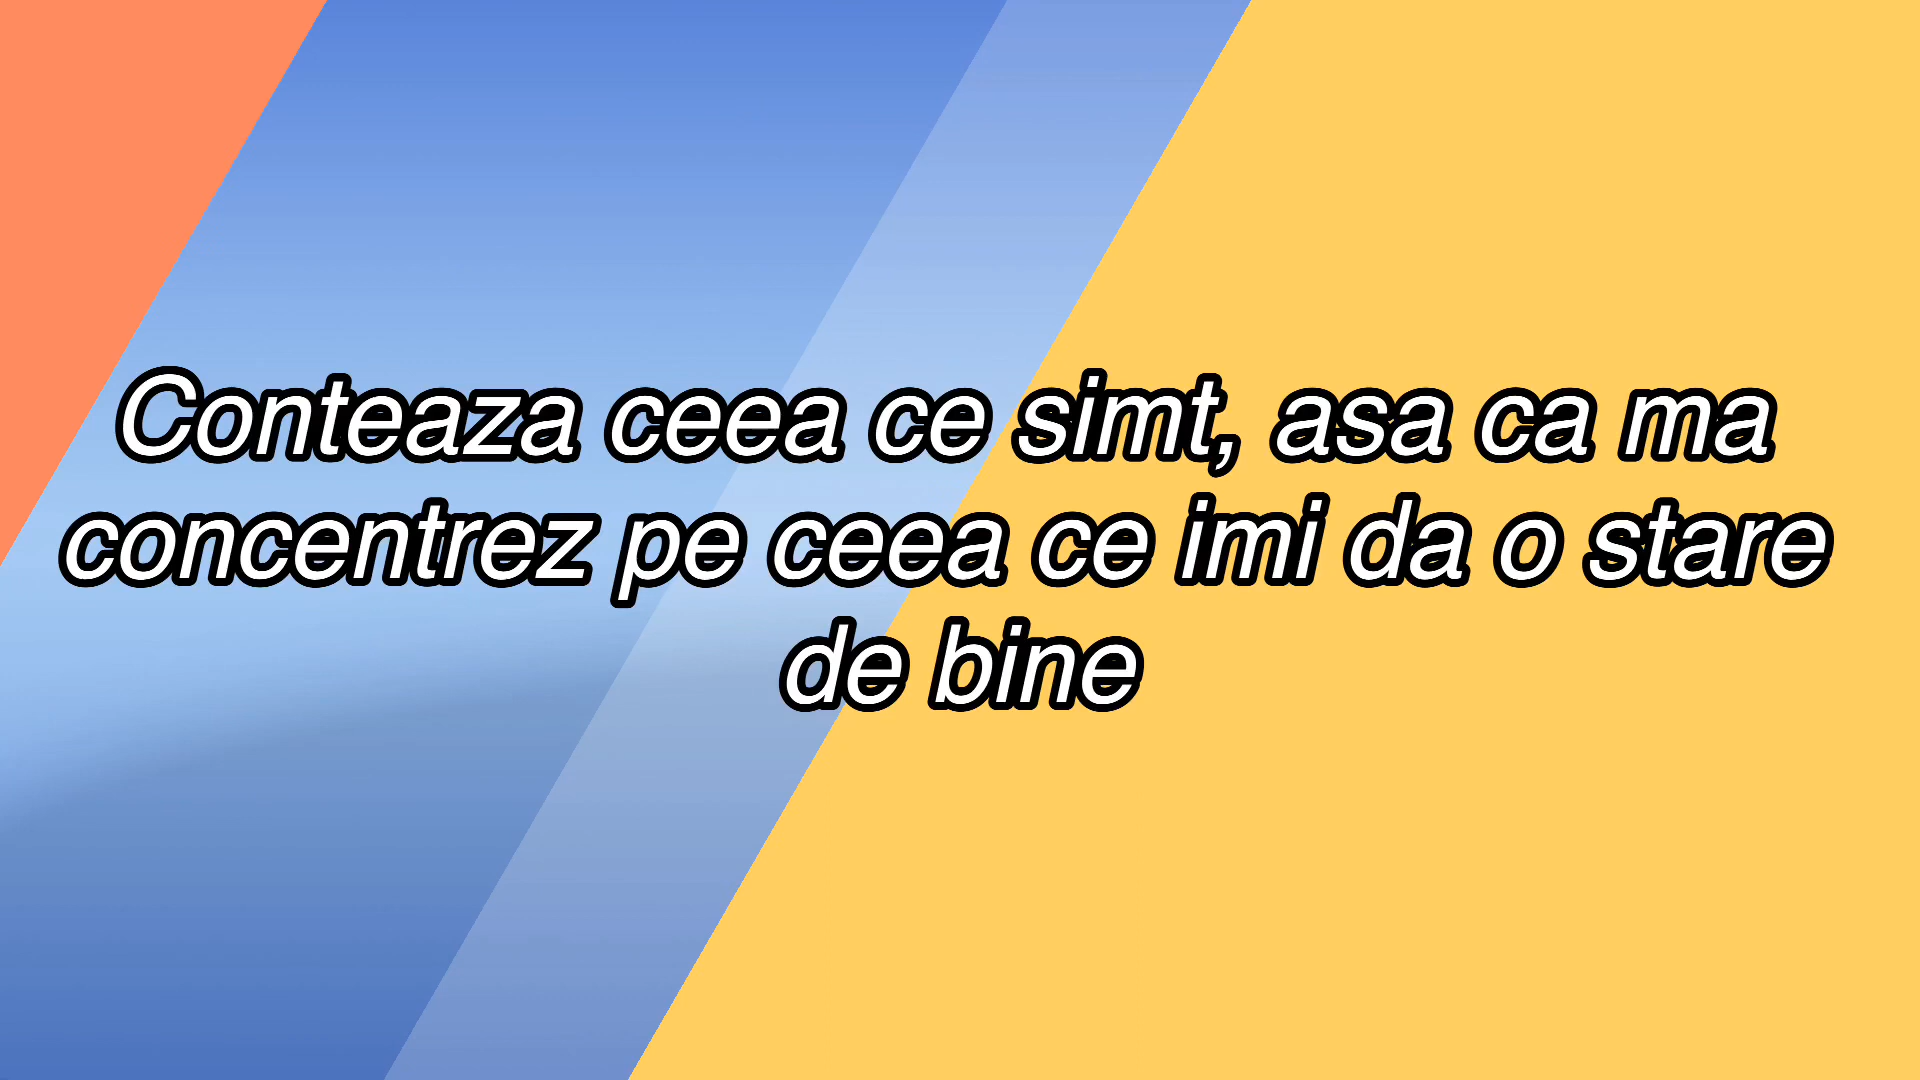 Conteaza ceea ce simt, asa ca ma
concentrez pe ceea ce imi da o stare
de bine